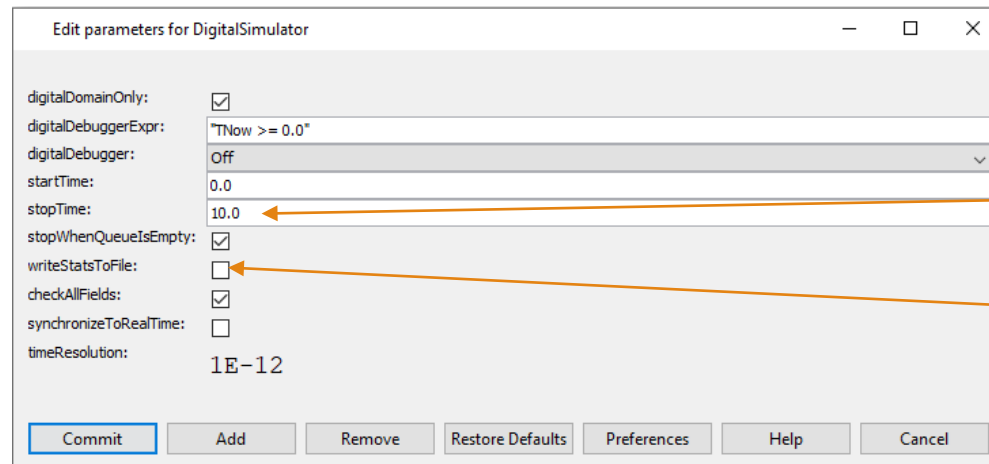 Edit parameters for DigitalSimulator
digitalDomainOnly:
digitalDebuggerExpr: "TNow >= 0.0"
digitalDebugger: Off
startTime: 0.0
stopTime: 10.0
stopWhenQueueIsEmpty:
writeStatsToFile:
checkAllFields:
synchronizeToRealTime:
timeResolution: 1E-12
Commit Add Remove Restore Defaults Preferences Help Cancel